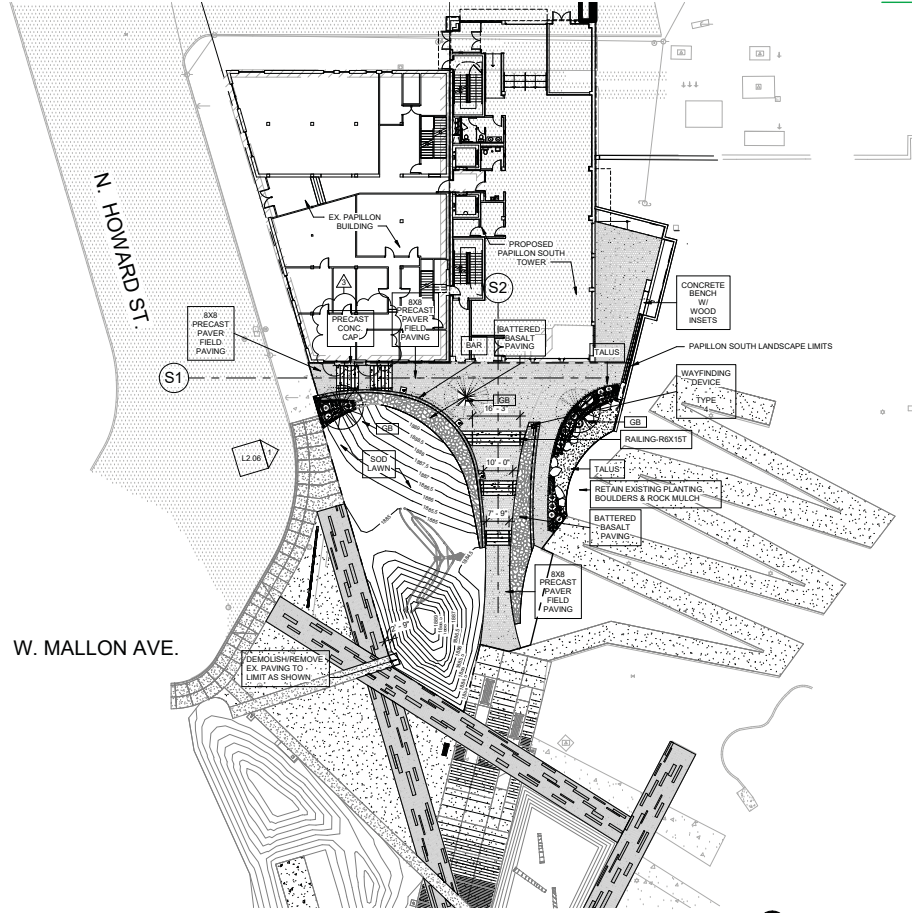 N. HOWARD ST.
EX. PAPILLON
BUILDING
PROPOSED
PAPILLON SOUTH
TOWER
S2
3
8X8
PRECAST
PAVER
FIELD
PAVING
PRECAST
CONC.
CAP
8X8
PRECAST
PAVER
FIELD
PAVING
BATTERED
BASALT
PAVING
BAR
TALUS
CONCRETE
BENCH
W/
WOOD
INSETS
PAPILLON SOUTH LANDSCAPE LIMITS
S1
WAYFINDING
DEVICE
TYPE
4
GB
16' - 3"
GB
GB
RAILING-R6X15T
L2.06
1
SOD
LAWN
10' - 0"
TALUS
RETAIN EXISTING PLANTING,
BOULDERS & ROCK MULCH
7' - 9"
BATTERED
BASALT
PAVING
8X8
PRECAST
PAVER
FIELD
PAVING
W. MALLON AVE.
DEMOLISH/REMOVE
EX. PAVING TO
LIMIT AS SHOWN